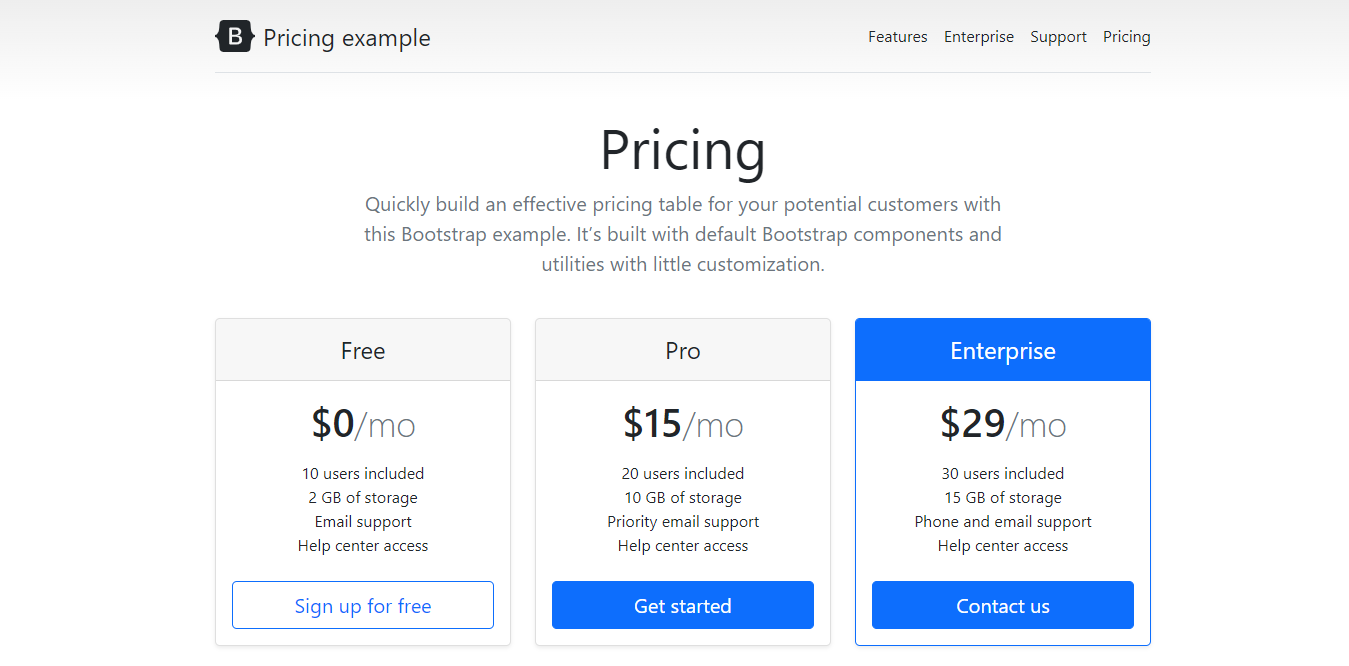 B Pricing example
Features Enterprise Support Pricing
Pricing
Quickly build an effective pricing table for your potential customers with
this Bootstrap example. It’s built with default Bootstrap components and
utilities with little customization.
Free
$0/mo
10 users included
2 GB of storage
Email support
Help center access
Sign up for free
Pro
$15/mo
20 users included
10 GB of storage
Priority email support
Help center access
Get started
Enterprise
$29/mo
30 users included
15 GB of storage
Phone and email support
Help center access
Contact us